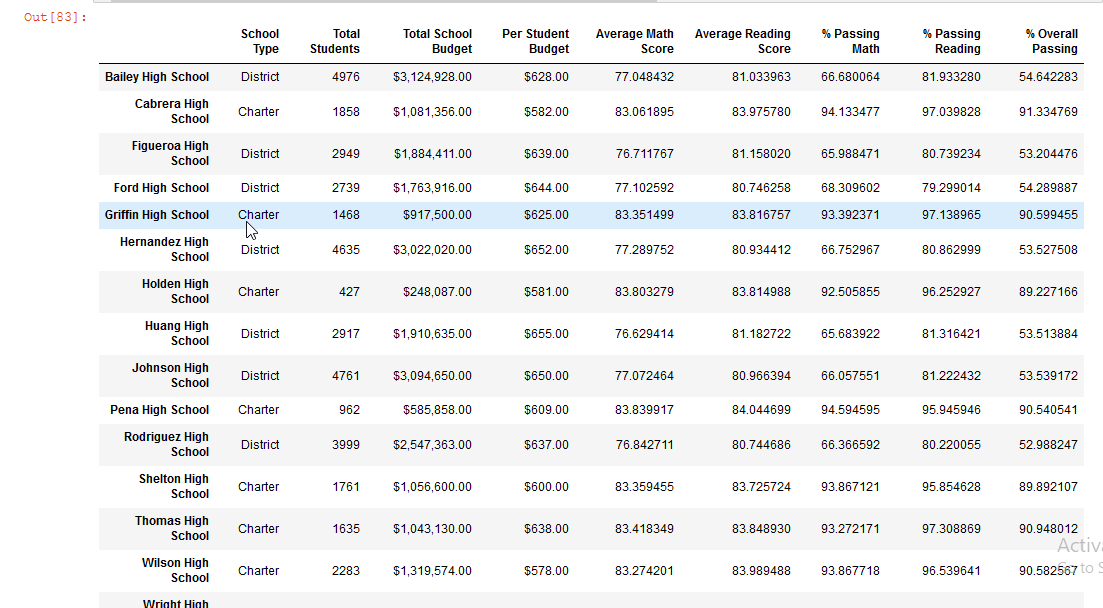 Out[83]:
School Type Total Students Total School Budget Per Student Budget Average Math Score Average Reading Score % Passing Math % Passing Reading % Overall Passing
Bailey High School District 4976 $3,124,928.00 $628.00 77.048432 81.033963 66.680064 81.933280 54.642283
Cabrera High School Charter 1858 $1,081,356.00 $582.00 83.061895 83.975780 94.133477 97.039828 91.334769
Figueroa High School District 2949 $1,884,411.00 $639.00 76.711767 81.158020 65.988471 80.739234 53.204476
Ford High School District 2739 $1,763,916.00 $644.00 77.102592 80.746258 68.309602 79.299014 54.289887
Griffin High School Charter 1468 $917,500.00 $625.00 83.351499 83.816757 93.392371 97.138965 90.599455
Hernandez High School District 4635 $3,022,020.00 $652.00 77.289752 80.934412 66.752967 80.862999 53.527508
Holden High School Charter 427 $248,087.00 $581.00 83.803279 83.814988 92.505855 96.252927 89.227166
Huang High School District 2917 $1,910,635.00 $655.00 76.629414 81.182722 65.683922 81.316421 53.513884
Johnson High School District 4761 $3,094,650.00 $650.00 77.072464 80.966394 66.057551 81.222432 53.539172
Pena High School Charter 962 $585,858.00 $609.00 83.839917 84.044699 94.594595 95.945946 90.540541
Rodriguez High School District 3999 $2,547,363.00 $637.00 76.842711 80.744686 66.366592 80.220055 52.988247
Shelton High School Charter 1761 $1,056,600.00 $600.00 83.359455 83.725724 93.867121 95.854628 89.892107
Thomas High School Charter 1635 $1,043,130.00 $638.00 83.418349 83.848930 93.272171 97.308869 90.948012
Activ
Wilson High School Charter 2283 $1,319,574.00 $578.00 83.274201 83.989488 93.867718 96.539641 90.582567
to S
Wright High